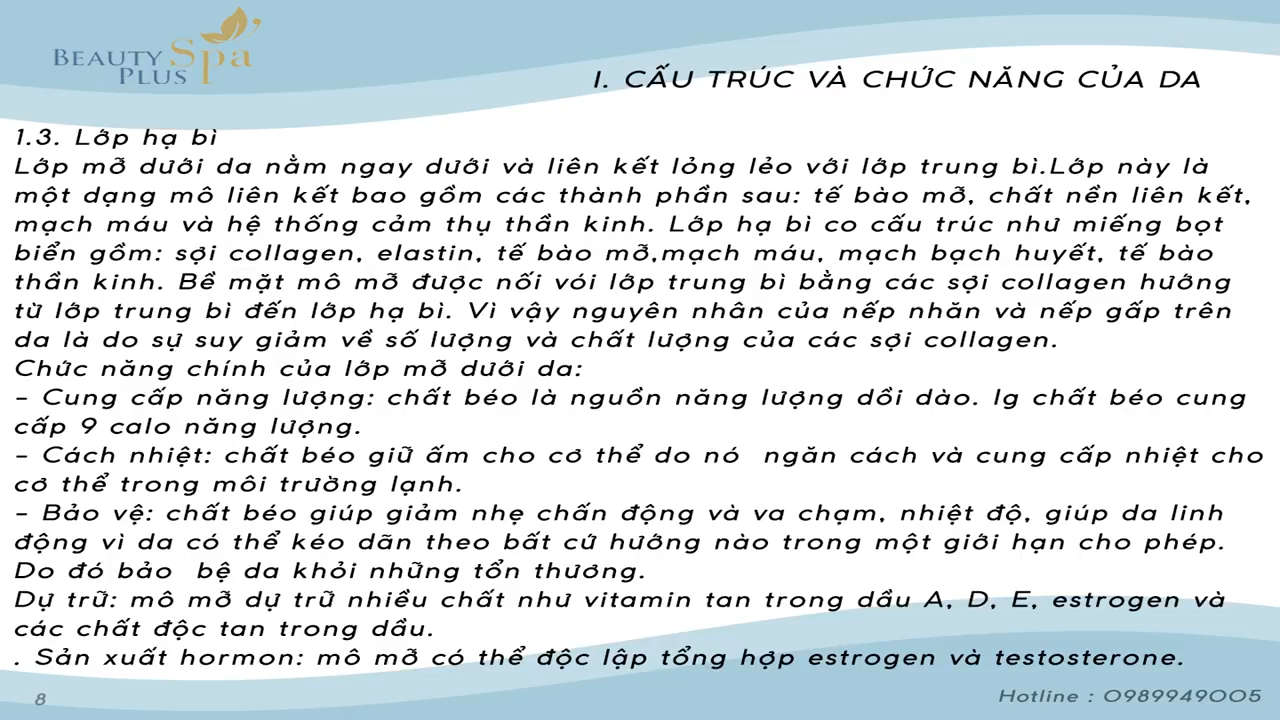 BEAUTY Spa
PLUS
I. CẤU TRÚC VÀ CHỨC NĂNG CỦA DA
1.3. Lớp hạ bì
Lớp mỡ dưới da nằm ngay dưới và liên kết lỏng lẻo với lớp trung bì.Lớp này là
một dạng mô liên kết bao gồm các thành phần sau: tế bào mỡ, chất nền liên kết,
mạch máu và hệ thống cảm thụ thần kinh. Lớp hạ bì co cấu trúc như miếng bọt
biển gồm: sợi collagen, elastin, tế bào mỡ,mạch máu, mạch bạch huyết, tế bào
thần kinh. Bề mặt mô mỡ được nối vói lớp trung bì bằng các sợi collagen hướng
từ lớp trung bì đến lớp hạ bì. Vì vậy nguyên nhân của nếp nhăn và nếp gấp trên
da là do sự suy giảm về số lượng và chất lượng của các sợi collagen.
Chức năng chính của lớp mỡ dưới da:
– Cung cấp năng lượng: chất béo là nguồn năng lượng dồi dào. Ig chất béo cung
cấp 9 calo năng lượng.
– Cách nhiệt: chất béo giữ ấm cho cơ thể do nó  ngăn cách và cung cấp nhiệt cho
cơ thể trong môi trường lạnh.
– Bảo vệ: chất béo giúp giảm nhẹ chấn động và va chạm, nhiệt độ, giúp da linh
động vì da có thể kéo dãn theo bất cứ hướng nào trong một giới hạn cho phép.
Do đó bảo  bệ da khỏi những tổn thương.
Dự trữ: mô mỡ dự trữ nhiều chất như vitamin tan trong dầu A, D, E, estrogen và
các chất độc tan trong dầu.
. Sản xuất hormon: mô mỡ có thể độc lập tổng hợp estrogen và testosterone.
8
Hotline : 0989949005